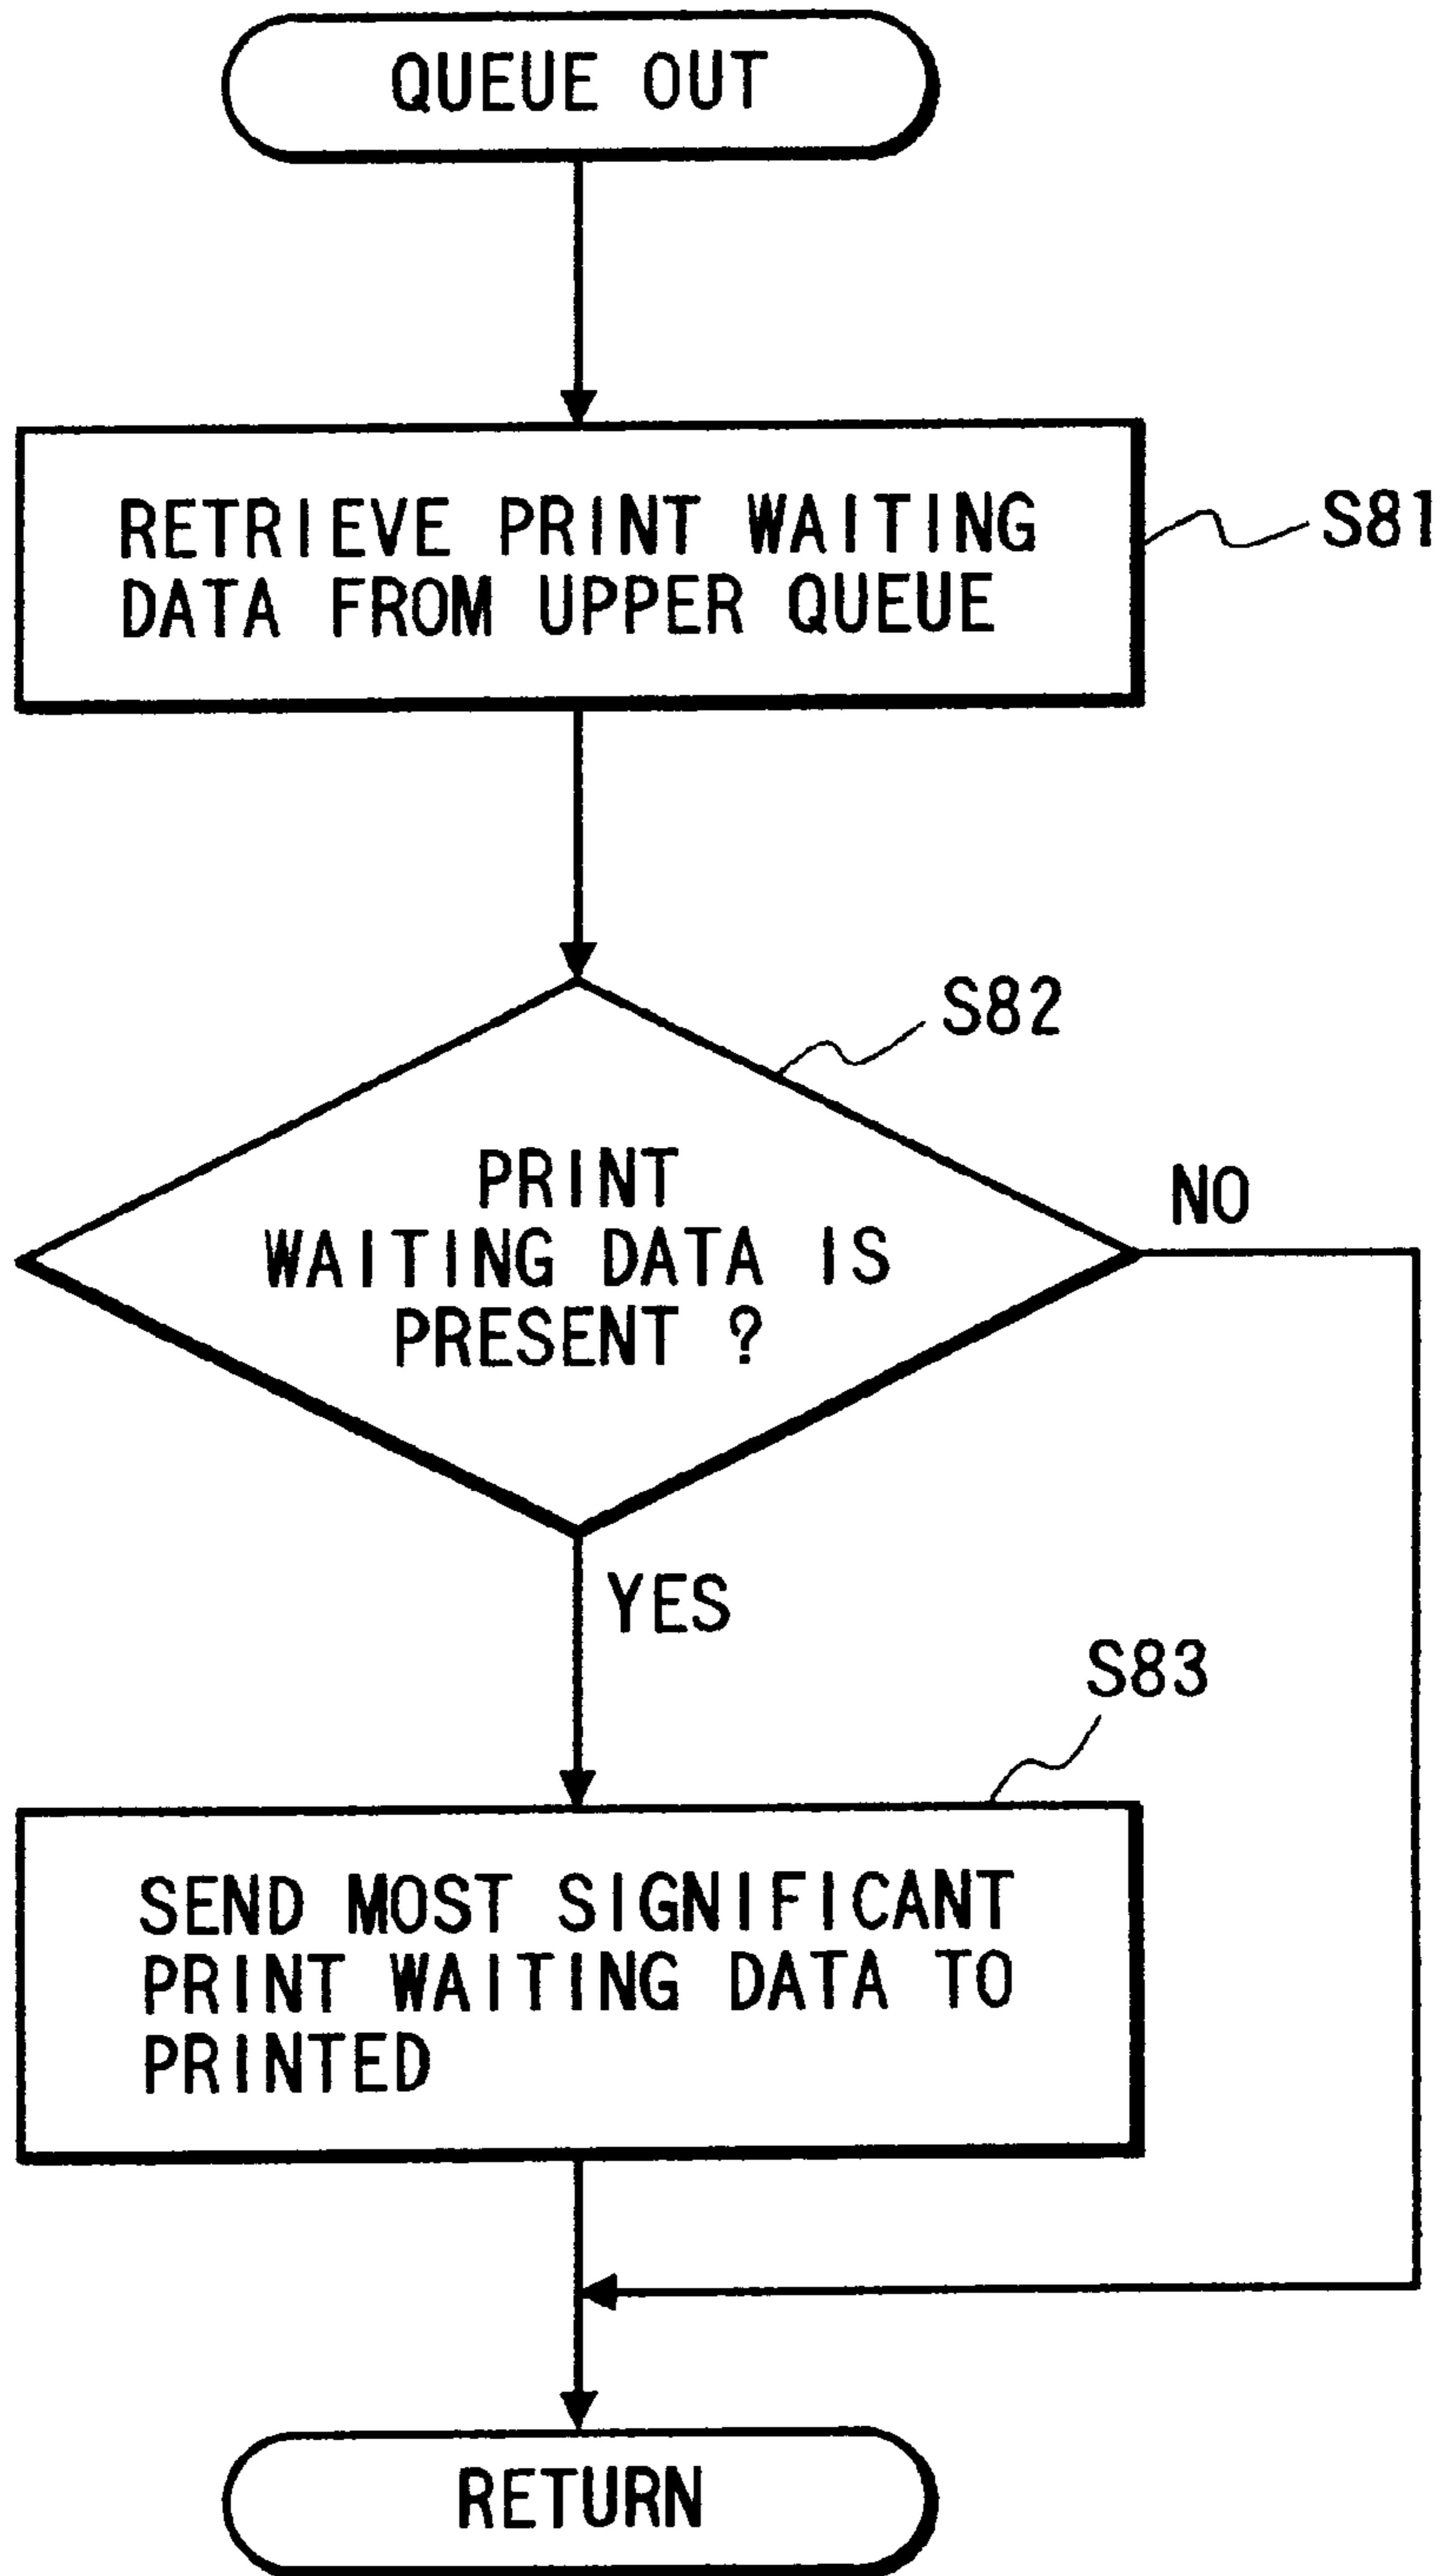 QUEUE OUT
RETRIEVE PRINT WAITING
DATA FROM UPPER QUEUE
S81
S82
PRINT
WAITING DATA IS
PRESENT ?
NO
YES
S83
SEND MOST SIGNIFICANT
PRINT WAITING DATA TO
PRINTED
RETURN